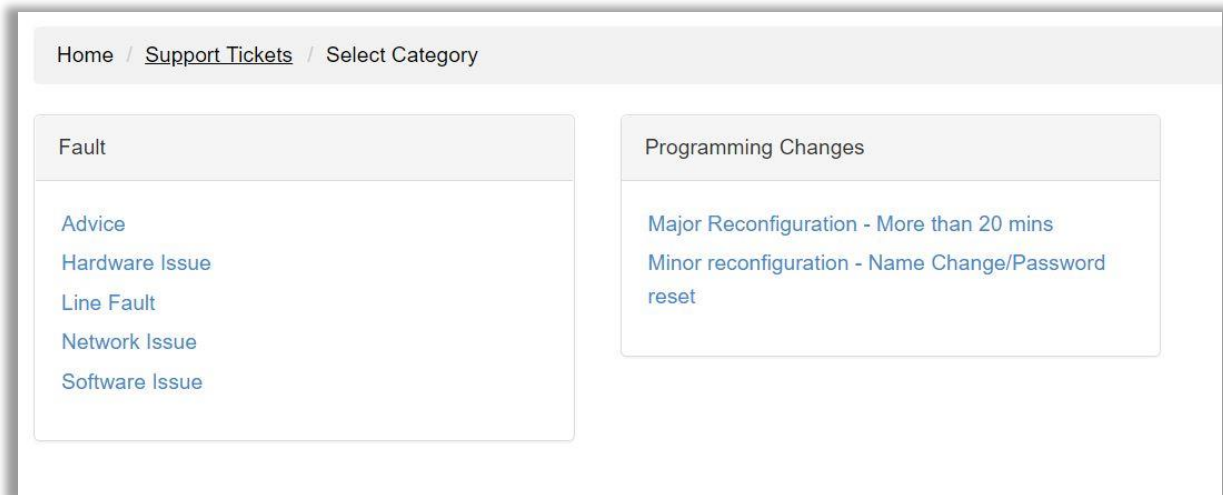 Home / Support Tickets / Select Category
Fault
Advice
Hardware Issue
Line Fault
Network Issue
Software Issue
Programming Changes
Major Reconfiguration - More than 20 mins
Minor reconfiguration - Name Change/Password
reset